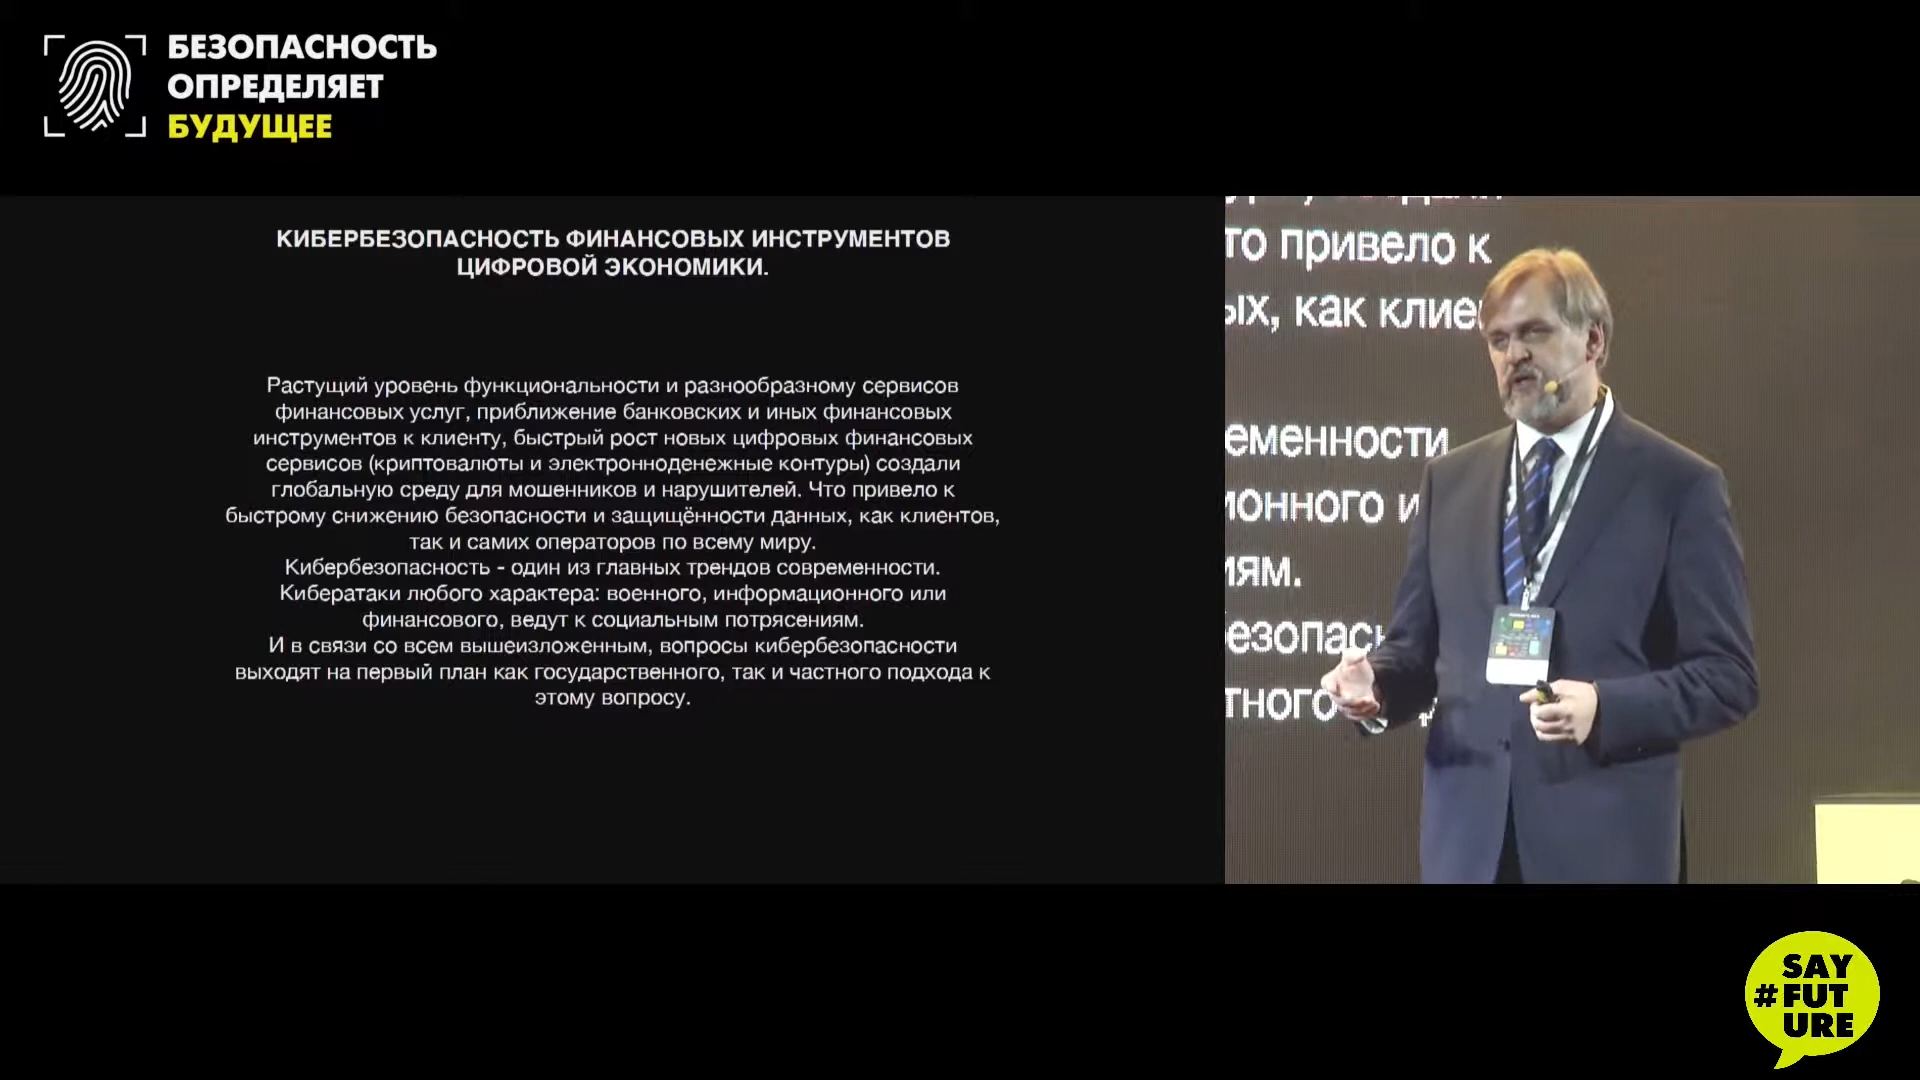 БЕЗОПАСНОСТЬ
ОПРЕДЕЛЯЕТ
БУДУЩЕЕ
КИБЕРБЕЗОПАСНОСТЬ ФИНАНСОВЫХ ИНСТРУМЕНТОВ
ЦИФРОВОЙ ЭКОНОМИКИ.
Растущий уровень функциональности и разнообразному сервисов
финансовых услуг, приближение банковских и иных финансовых
инструментов к клиенту, быстрый рост новых цифровых финансовых
сервисов (криптовалюты и электронноденежные контуры) создали
глобальную среду для мошенников и нарушителей. Что привело к
быстрому снижению безопасности и защищённости данных, как клиентов,
так и самих операторов по всему миру.
Кибербезопасность - один из главных трендов современности.
Кибератаки любого характера: военного, информационного или
финансового, ведут к социальным потрясениям.
И в связи со всем вышеизложенным, вопросы кибербезопасности
выходят на первый план как государственного, так и частного подхода к
этому вопросу.
то привело к
ых, как клие
еменности
ионного и
иям.
безопасн
тного
SAY
#FUT
URE